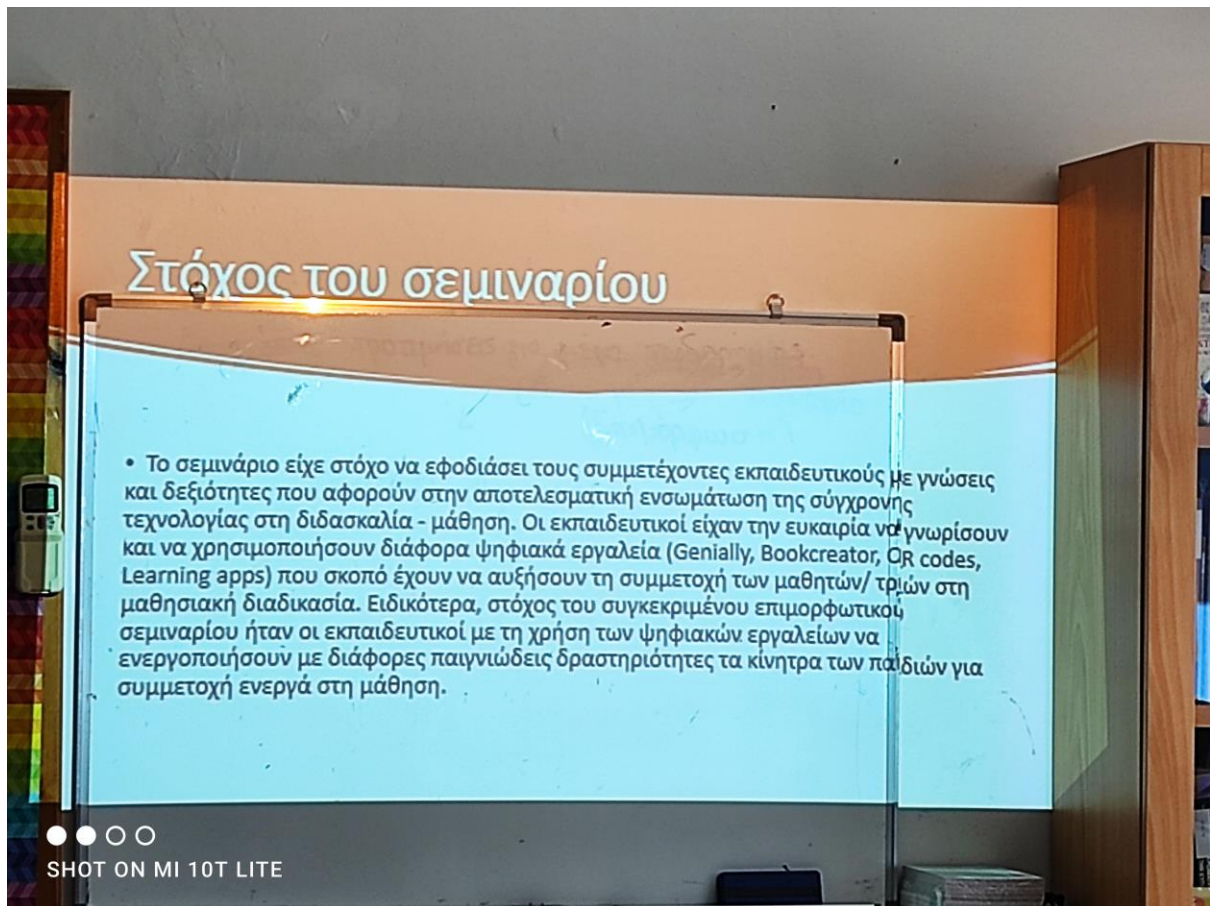 Στόχος του σεμιναρίου
• Το σεμινάριο είχε στόχο να εφοδιάσει τους συμμετέχοντες εκπαιδευτικούς με γνώσεις
και δεξιότητες που αφορούν στην αποτελεσματική ενσωμάτωση της σύγχρονης
τεχνολογίας στη διδασκαλία - μάθηση. Οι εκπαιδευτικοί είχαν την ευκαιρία να γνωρίσουν
και να χρησιμοποιήσουν διάφορα ψηφιακά εργαλεία (Genially, Bookcreator, QR codes,
Learning apps) που σκοπό έχουν να αυξήσουν τη συμμετοχή των μαθητών/ τριών στη
μαθησιακή διαδικασία. Ειδικότερα, στόχος του συγκεκριμένου επιμορφωτικού
σεμιναρίου ήταν οι εκπαιδευτικοί με τη χρήση των ψηφιακών εργαλείων να
ενεργοποιήσουν με διάφορες παιγνιώδεις δραστηριότητες τα κίνητρα των παιδιών για
συμμετοχή ενεργά στη μάθηση.
SHOT ON MI 10T LITE